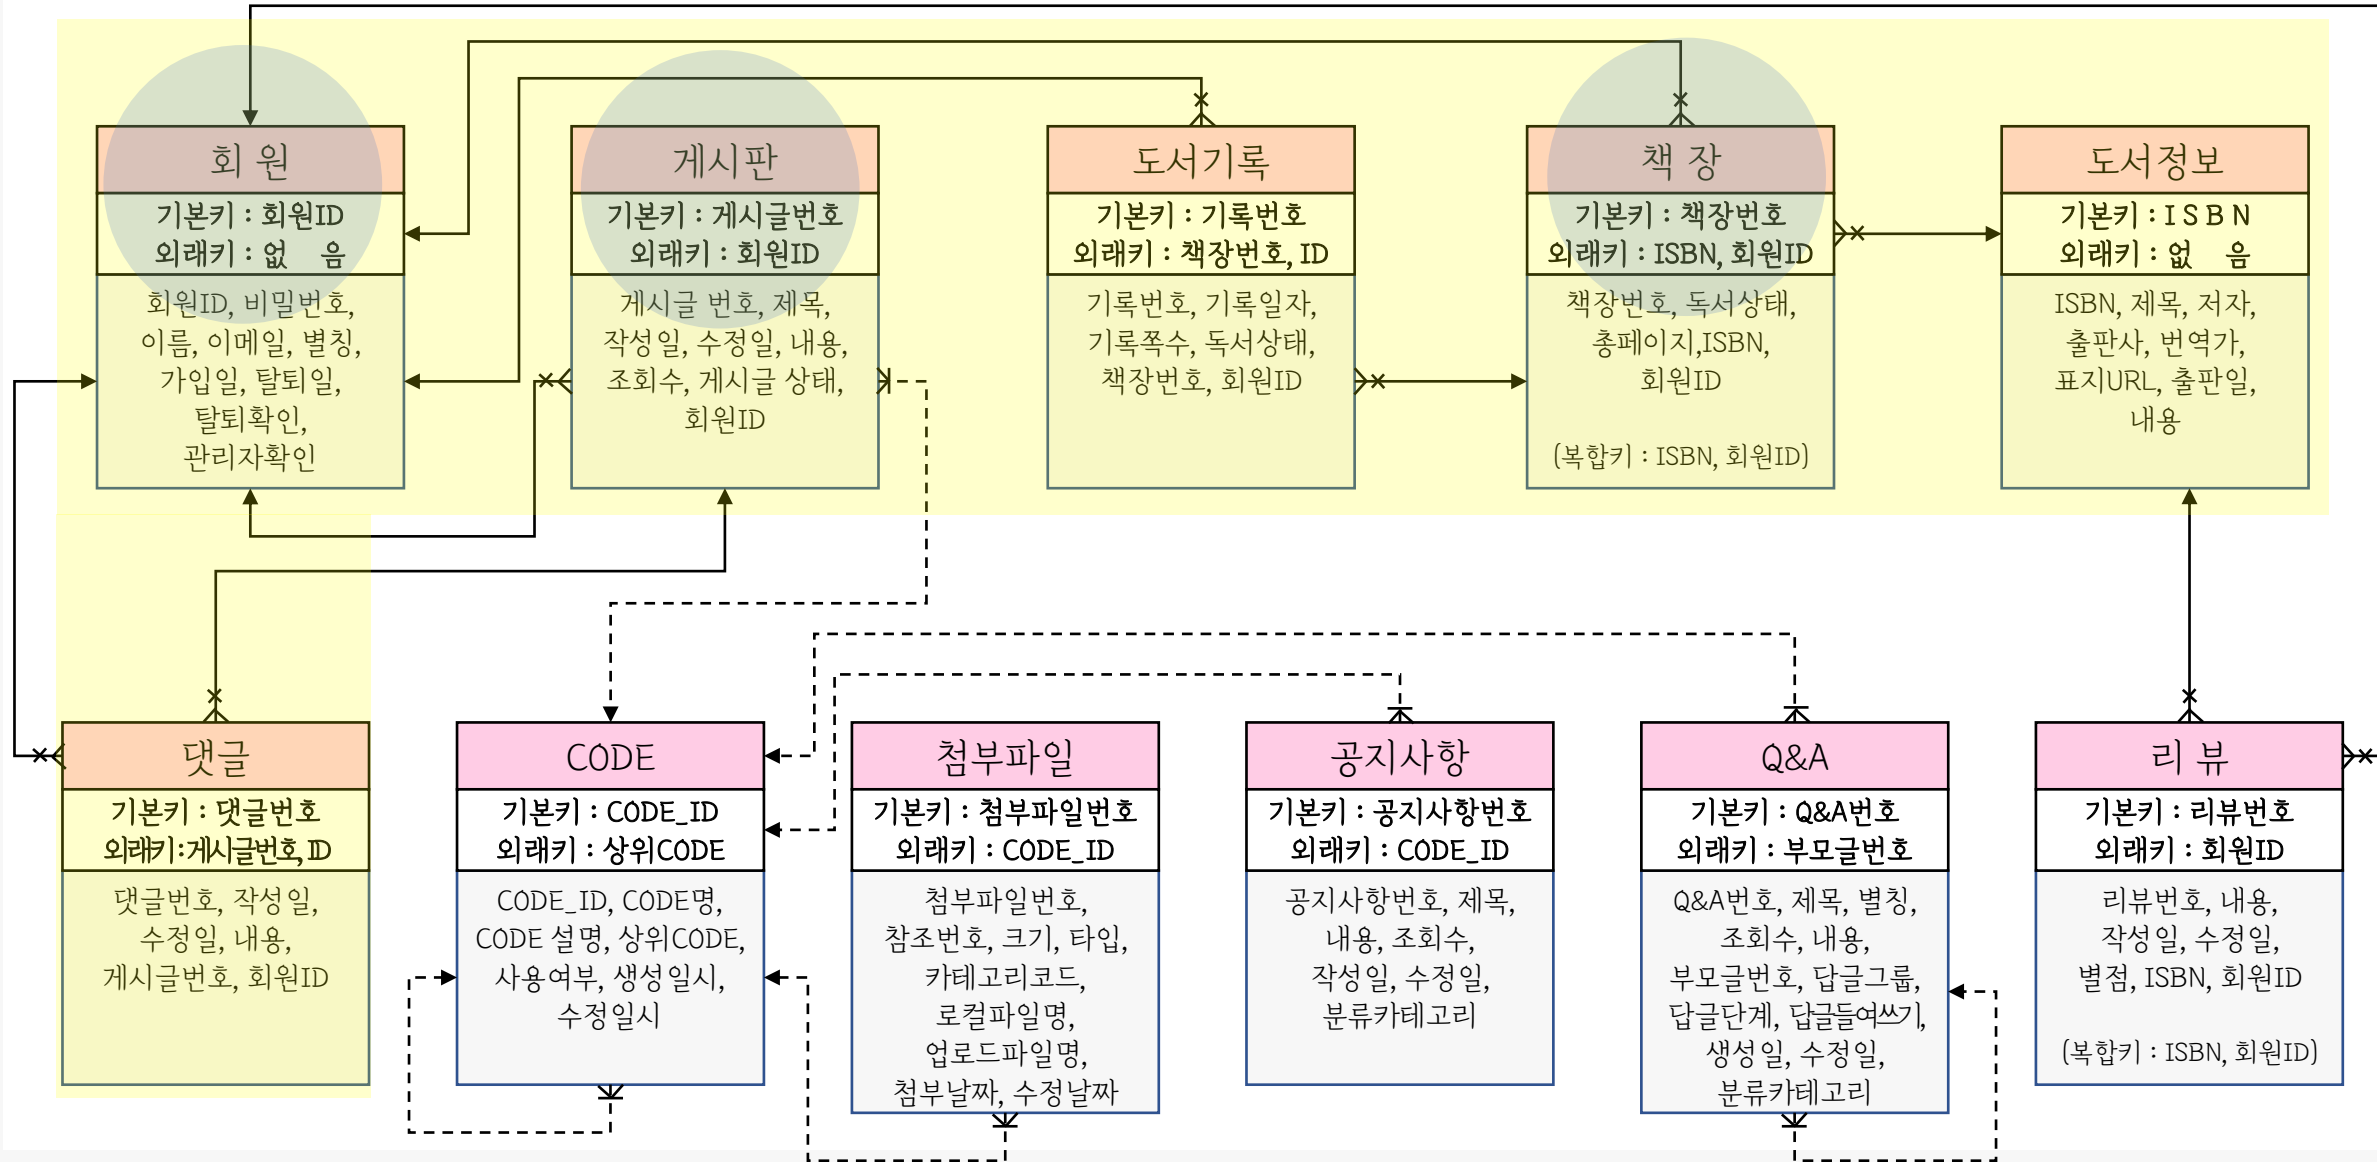 회 원
기본키 : 회원ID
외래키 : 없 음
회원ID, 비밀번호,
이름, 이메일, 별칭,
가입일, 탈퇴일,
탈퇴확인,
관리자확인
게시판
기본키 : 게시글번호
외래키 : 회원ID
게시글 번호, 제목,
작성일, 수정일, 내용,
조회수, 게시글 상태,
회원ID
도서기록
기본키 : 기록번호
외래키 : 책장번호, ID
기록번호, 기록일자,
기록쪽수, 독서상태,
책장번호, 회원ID
책 장
기본키 : 책장번호
외래키 : ISBN, 회원ID
책장번호, 독서상태,
총페이지,ISBN,
회원ID
(복합키 : ISBN, 회원ID)
도서정보
기본키 : I S B N
외래키 : 없 음
ISBN, 제목, 저자,
출판사, 번역가,
표지URL, 출판일,
내용
댓글
기본키 : 댓글번호
외래키:게시글번호, ID
댓글번호, 작성일,
수정일, 내용,
게시글번호, 회원ID
CODE
기본키 : CODE_ID
외래키 : 상위CODE
CODE_ID, CODE명,
CODE 설명, 상위CODE,
사용여부, 생성일시,
수정일시
첨부파일
기본키 : 첨부파일번호
외래키 : CODE_ID
첨부파일번호,
참조번호, 크기, 타입,
카테고리코드,
로컬파일명,
업로드파일명,
첨부날짜, 수정날짜
공지사항
기본키 : 공지사항번호
외래키 : CODE_ID
공지사항번호, 제목,
내용, 조회수,
작성일, 수정일,
분류카테고리
Q&A
기본키 : Q&A번호
외래키 : 부모글번호
Q&A번호, 제목, 별칭,
조회수, 내용,
부모글번호, 답글그룹,
답글단계, 답글들여쓰기,
생성일, 수정일,
분류카테고리
리 뷰
기본키 : 리뷰번호
외래키 : 회원ID
리뷰번호, 내용,
작성일, 수정일,
별점, ISBN, 회원ID
(복합키 : ISBN, 회원ID)